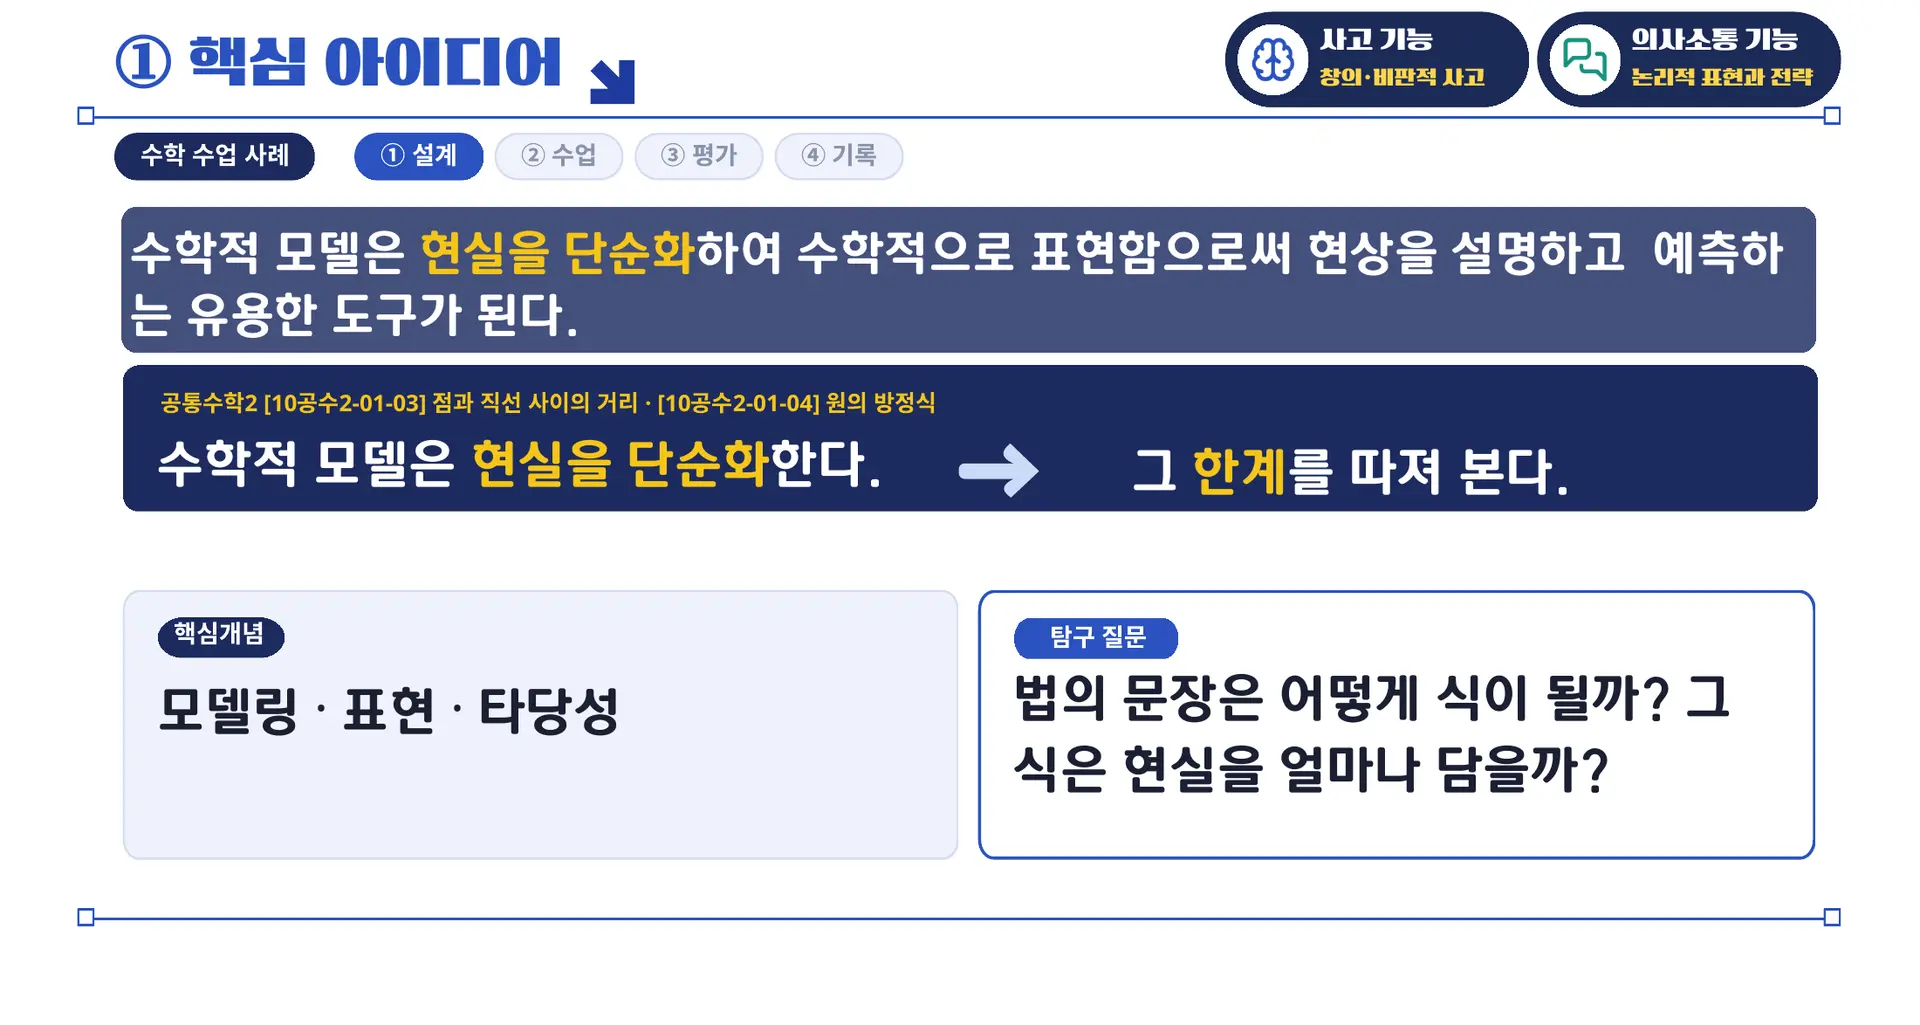 ① 핵심 아이디어
사고 기능
창의·비판적 사고
의사소통 기능
논리적 표현과 전략
수학 수업 사례
① 설계
② 수업
③ 평가
④ 기록
수학적 모델은 현실을 단순화하여 수학적으로 표현함으로써 현상을 설명하고 예측하
는 유용한 도구가 된다.
공통수학2 [10공수2-01-03] 점과 직선 사이의 거리 · [10공수2-01-04] 원의 방정식
수학적 모델은 현실을 단순화한다. → 그 한계를 따져 본다.
핵심개념
모델링 · 표현 · 타당성
탐구 질문
법의 문장은 어떻게 식이 될까? 그
식은 현실을 얼마나 담을까?